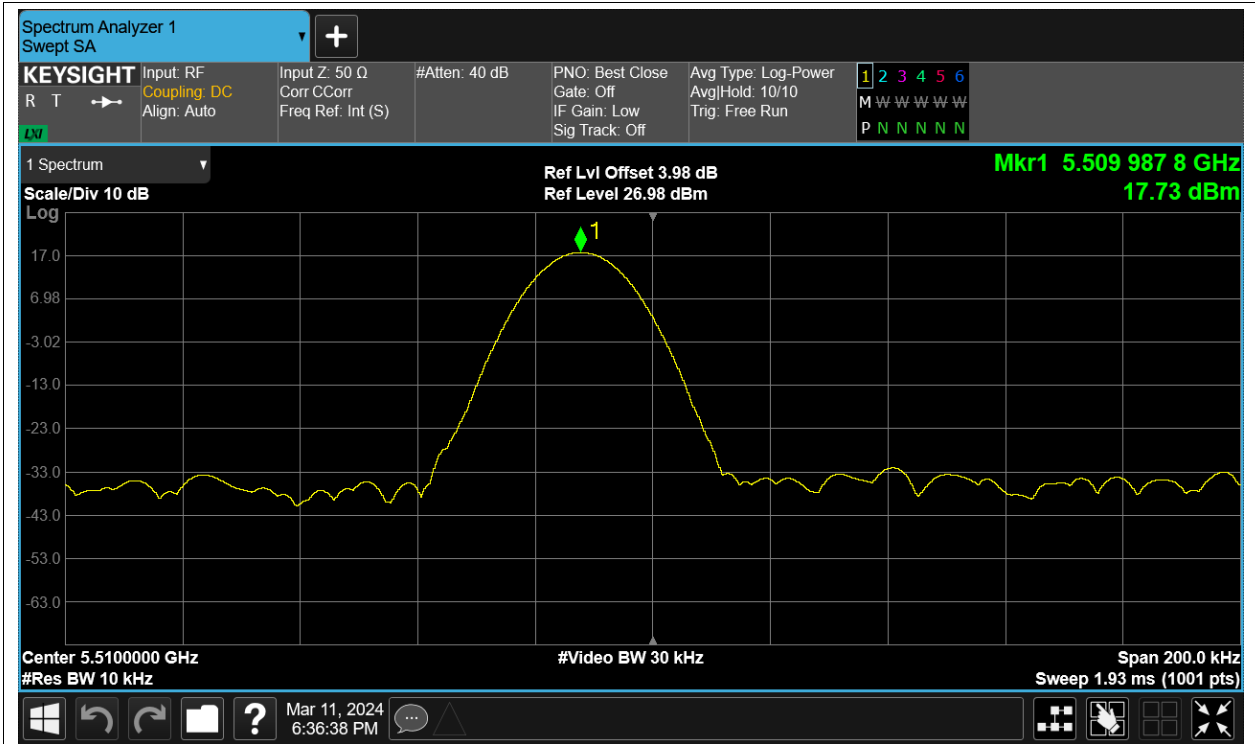 Spectrum Analyzer 1
Swept SA
KEYSIGHT
R T
LXI
Input: RF
Coupling: DC
Align: Auto
Input Z: 50 Ω
Corr CCorr
Freq Ref: Int (S)
#Atten: 40 dB
PNO: Best Close
Gate: Off
IF Gain: Low
Sig Track: Off
Avg Type: Log-Power
Avg|Hold: 10/10
Trig: Free Run
1 2 3 4 5 6
M W W W W W
P N N N N N
1 Spectrum
Scale/Div 10 dB
Log
Ref Lvl Offset 3.98 dB
Ref Level 26.98 dBm
Mkr1 5.509 987 8 GHz
17.73 dBm
1
17.0
6.98
-3.02
-13.0
-23.0
-33.0
-43.0
-53.0
-63.0
Center 5.5100000 GHz
#Res BW 10 kHz
#Video BW 30 kHz
Span 200.0 kHz
Sweep 1.93 ms (1001 pts)
?
Mar 11, 2024
6:36:38 PM